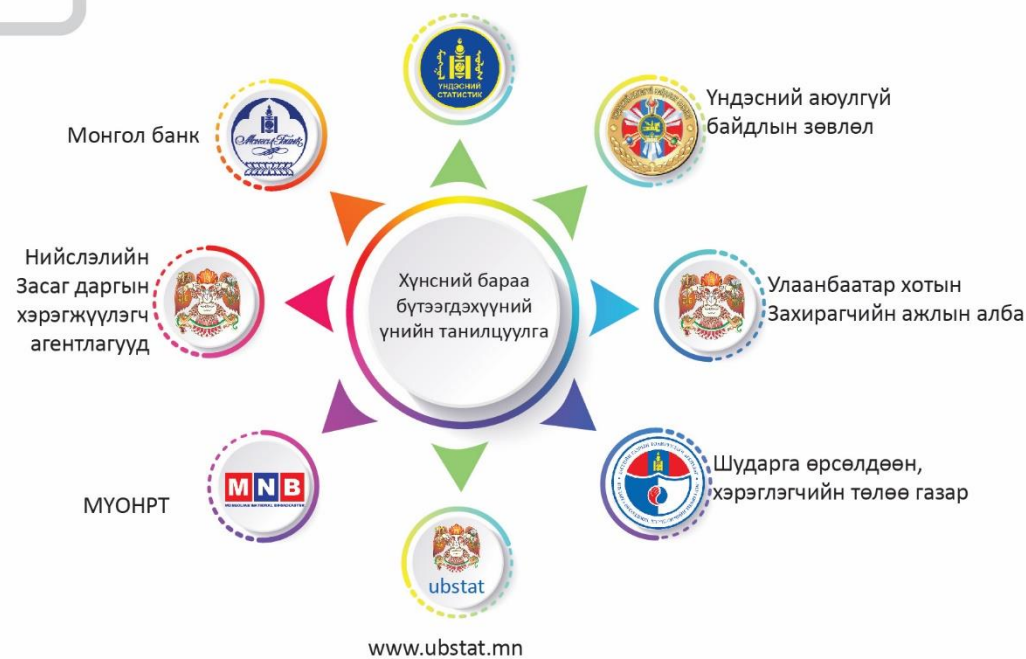 ҮНДЭСНИЙ
СТАТИСТИК
Үндэсний аюулгүй
байдлын зөвлөл
Монгол банк
Нийслэлийн
Засаг даргын
хэрэгжүүлэгч
агентлагууд
Хүнсний бараа
бүтээгдэхүүний
үнийн танилцуулга
Улаанбаатар хотын
Захирагчийн ажлын алба
МҮОНРТ
MNB
MONGOLIAN NATIONAL BROADCASTER
Шударга өрсөлдөөн,
хэрэглэгчийн төлөө газар
ubstat
www.ubstat.mn